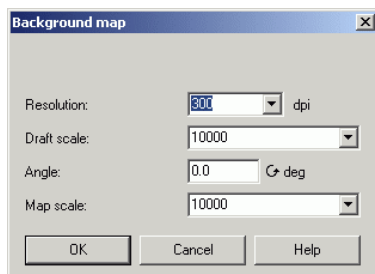 Background map
Resolution: 300 dpi
Draft scale: 10000
Angle: 0.0 deg
Map scale: 10000
OK Cancel Help